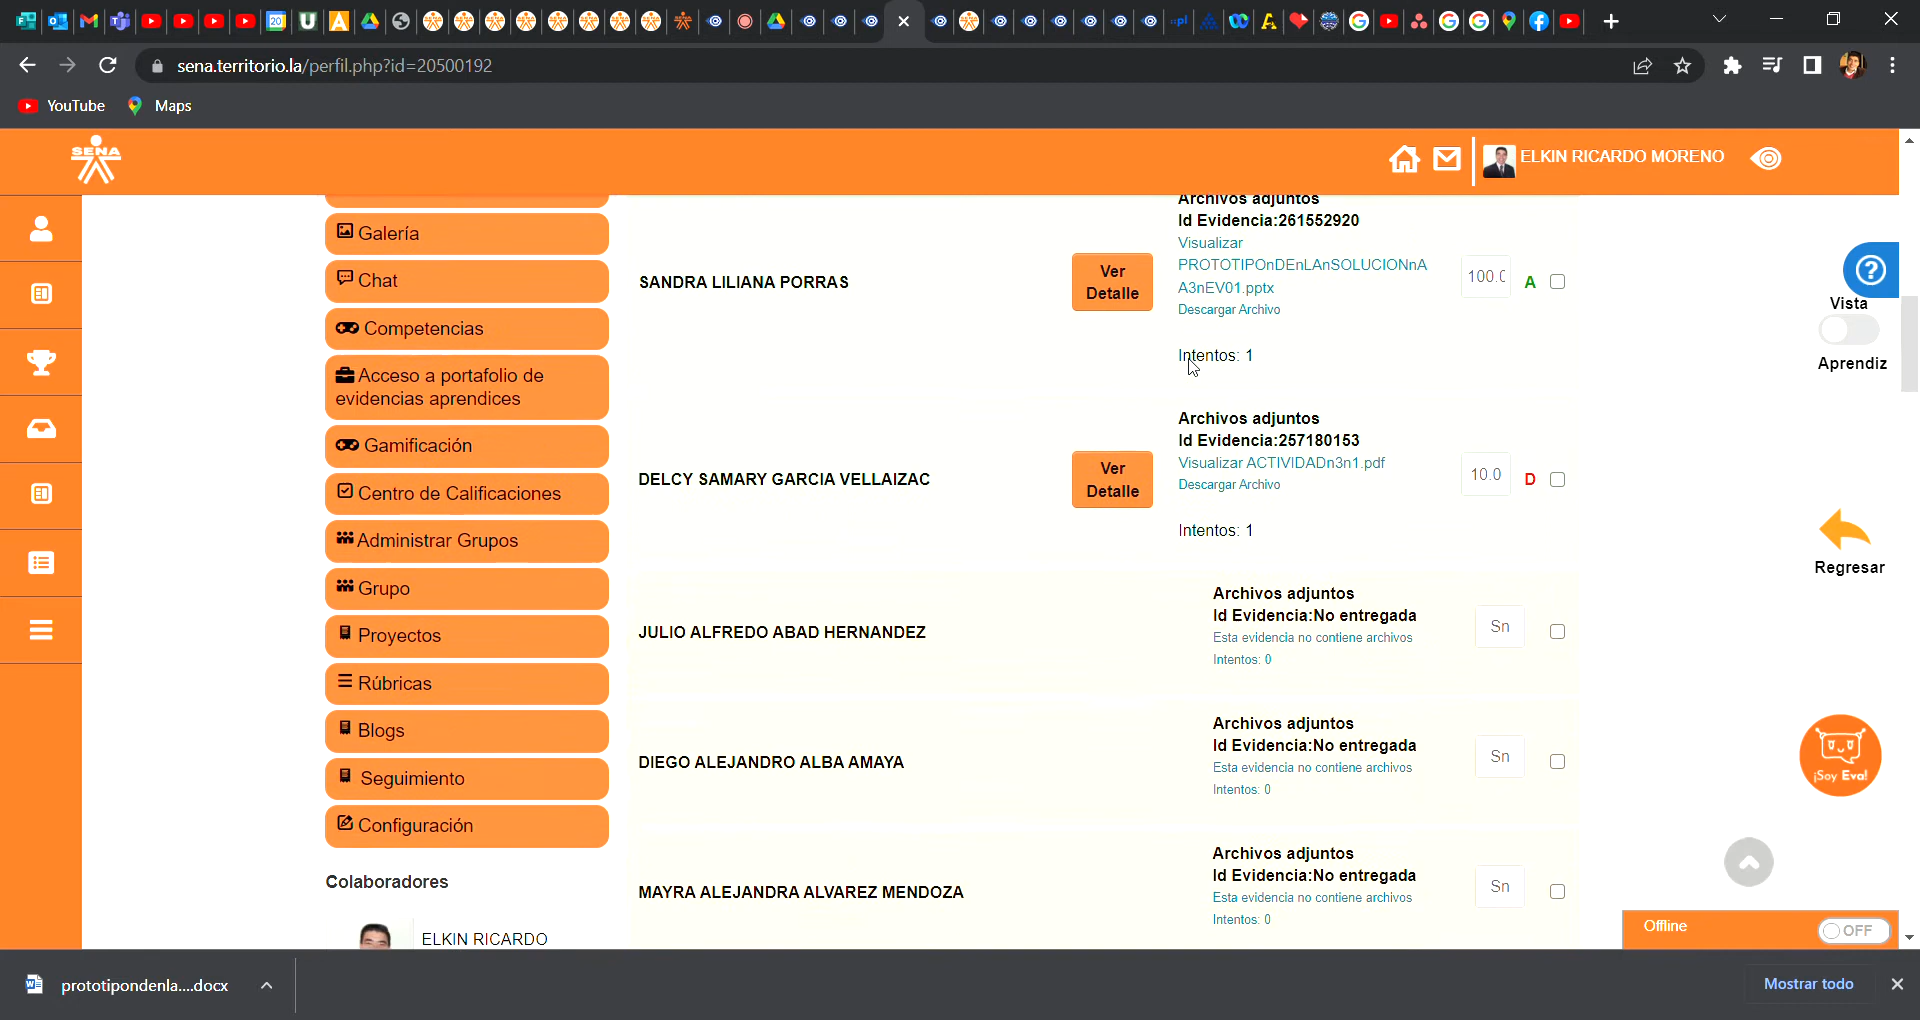 sena.territorio.la/perfil.php?id=20500192
YouTube
Maps
SENA
ELKIN RICARDO MORENO
Galería
Chat
Competencias
Acceso a portafolio de
evidencias aprendices
Gamificación
Centro de Calificaciones
Administrar Grupos
Grupo
Proyectos
Rúbricas
Blogs
Seguimiento
Configuración
Colaboradores
ELKIN RICARDO
Archivos adjuntos
Id Evidencia:261552920
Visualizar
PROTOTIPOnDEnLAnSOLUCIONnA
A3nEV01.pptx
Descargar Archivo
SANDRA LILIANA PORRAS
Ver
Detalle
100.0
A
Intentos: 1
Archivos adjuntos
Id Evidencia:257180153
Visualizar ACTIVIDADn3n1.pdf
Descargar Archivo
DELCY SAMARY GARCIA VELLAIZAC
Ver
Detalle
10.0
D
Intentos: 1
Archivos adjuntos
Id Evidencia:No entregada
Esta evidencia no contiene archivos
Intentos: 0
JULIO ALFREDO ABAD HERNANDEZ
Sn
Archivos adjuntos
Id Evidencia:No entregada
Esta evidencia no contiene archivos
Intentos: 0
DIEGO ALEJANDRO ALBA AMAYA
Sn
Archivos adjuntos
Id Evidencia:No entregada
Esta evidencia no contiene archivos
Intentos: 0
MAYRA ALEJANDRA ALVAREZ MENDOZA
Sn
Vista
Aprendiz
Regresar
¡Soy Eva!
Offline
OFF
prototipondenla....docx
Mostrar todo